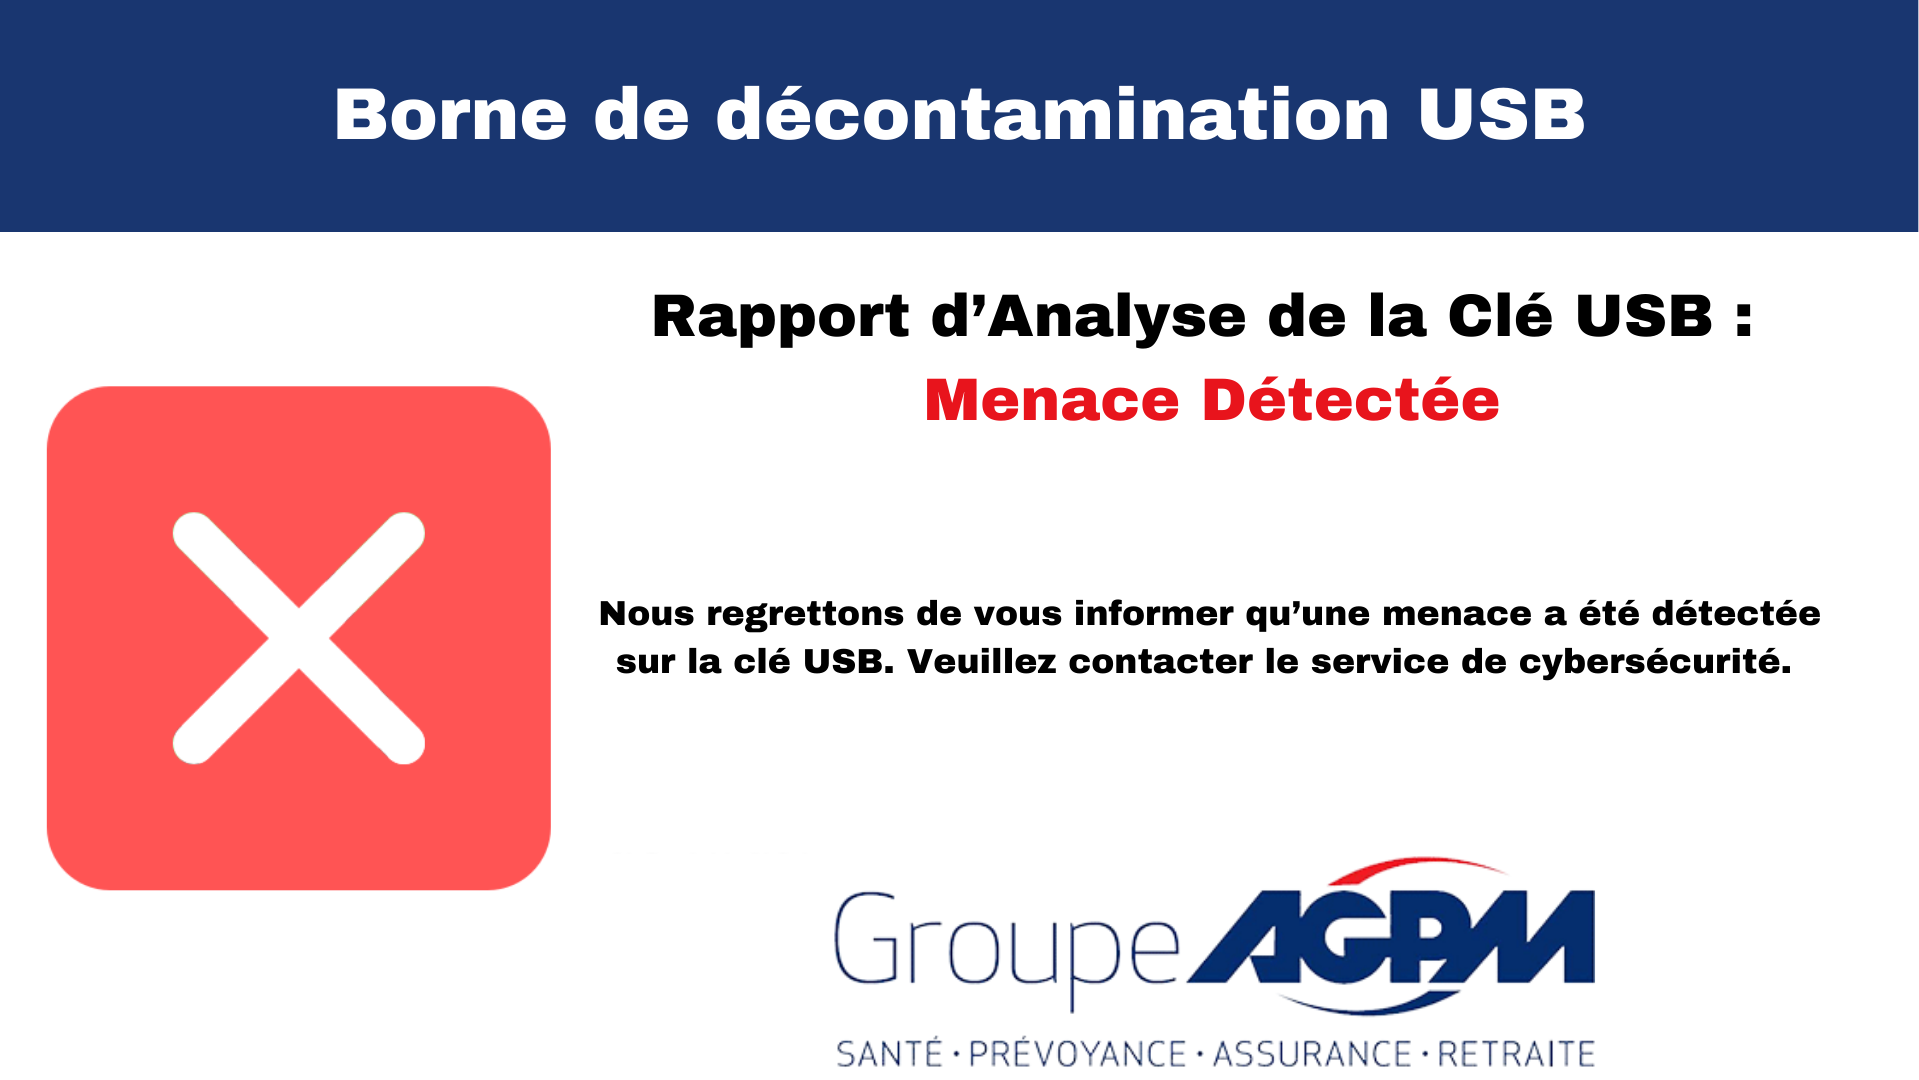 Borne de décontamination USB
Rapport d’Analyse de la Clé USB :
Menace Détectée
Nous regrettons de vous informer qu’une menace a été détectée
sur la clé USB. Veuillez contacter le service de cybersécurité.
Groupe AGPM
SANTÉ · PRÉVOYANCE · ASSURANCE · RETRAITE